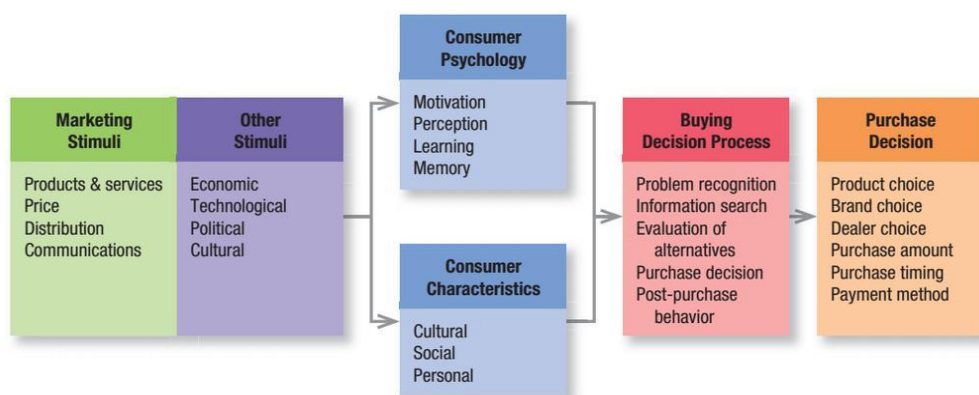 Marketing
Stimuli
Products & services
Price
Distribution
Communications
Other
Stimuli
Economic
Technological
Political
Cultural
Consumer
Psychology
Motivation
Perception
Learning
Memory
Consumer
Characteristics
Cultural
Social
Personal
Buying
Decision Process
Problem recognition
Information search
Evaluation of
alternatives
Purchase decision
Post-purchase
behavior
Purchase
Decision
Product choice
Brand choice
Dealer choice
Purchase amount
Purchase timing
Payment method